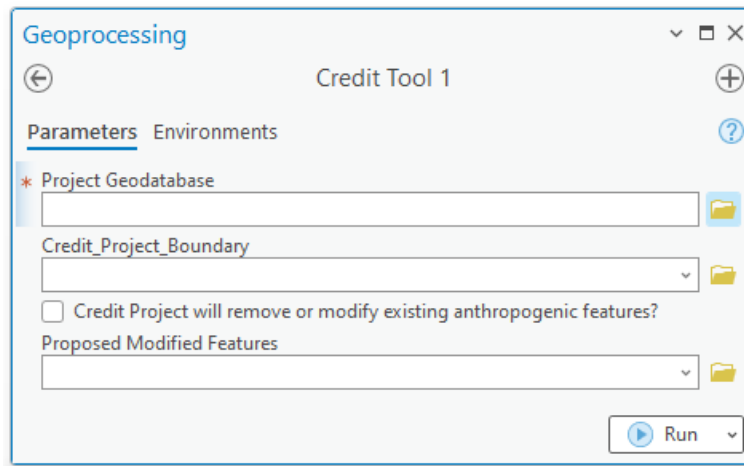 Geoprocessing
Credit Tool 1
Parameters Environments
?
* Project Geodatabase
Credit_Project_Boundary
Credit Project will remove or modify existing anthropogenic features?
Proposed Modified Features
Run